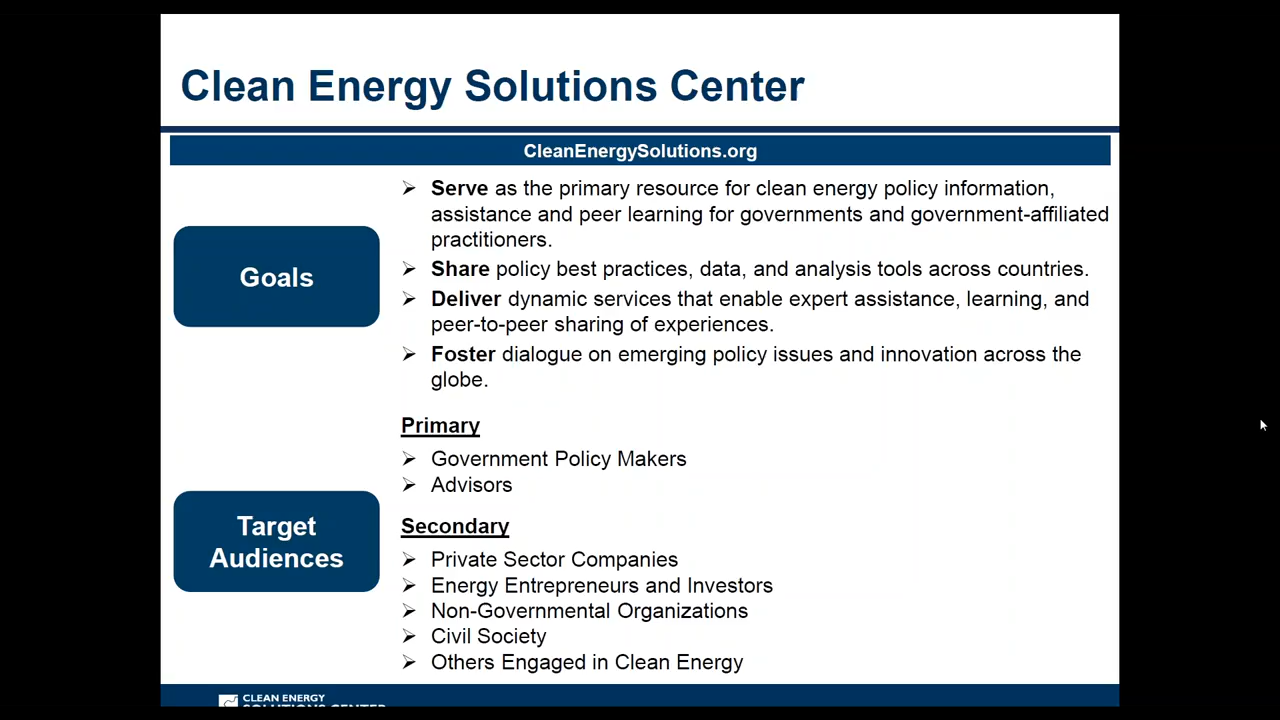 Clean Energy Solutions Center
CleanEnergySolutions.org
Goals
➢ Serve as the primary resource for clean energy policy information,
assistance and peer learning for governments and government-affiliated
practitioners.
➢ Share policy best practices, data, and analysis tools across countries.
➢ Deliver dynamic services that enable expert assistance, learning, and
peer-to-peer sharing of experiences.
➢ Foster dialogue on emerging policy issues and innovation across the
globe.
Target
Audiences
Primary
➢ Government Policy Makers
➢ Advisors
Secondary
➢ Private Sector Companies
➢ Energy Entrepreneurs and Investors
➢ Non-Governmental Organizations
➢ Civil Society
➢ Others Engaged in Clean Energy
CLEAN ENERGY
SOLUTIONS CENTER